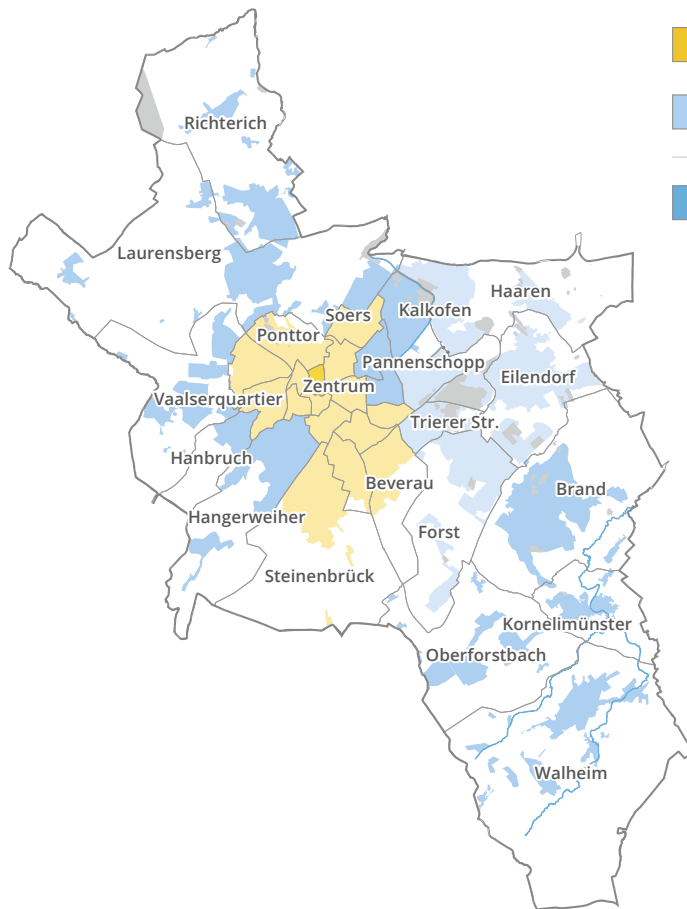 Richterich
Laurensberg
Haaren
Soers
Kalkofen
Ponttor
Pannenschopp
Zentrum
Eilendorf
Vaalserquartier
Trierer Str.
Hanbruch
Beverau
Brand
Hangerweiher
Forst
Steinenbrück
Kornelimünster
Oberforstbach
Walheim